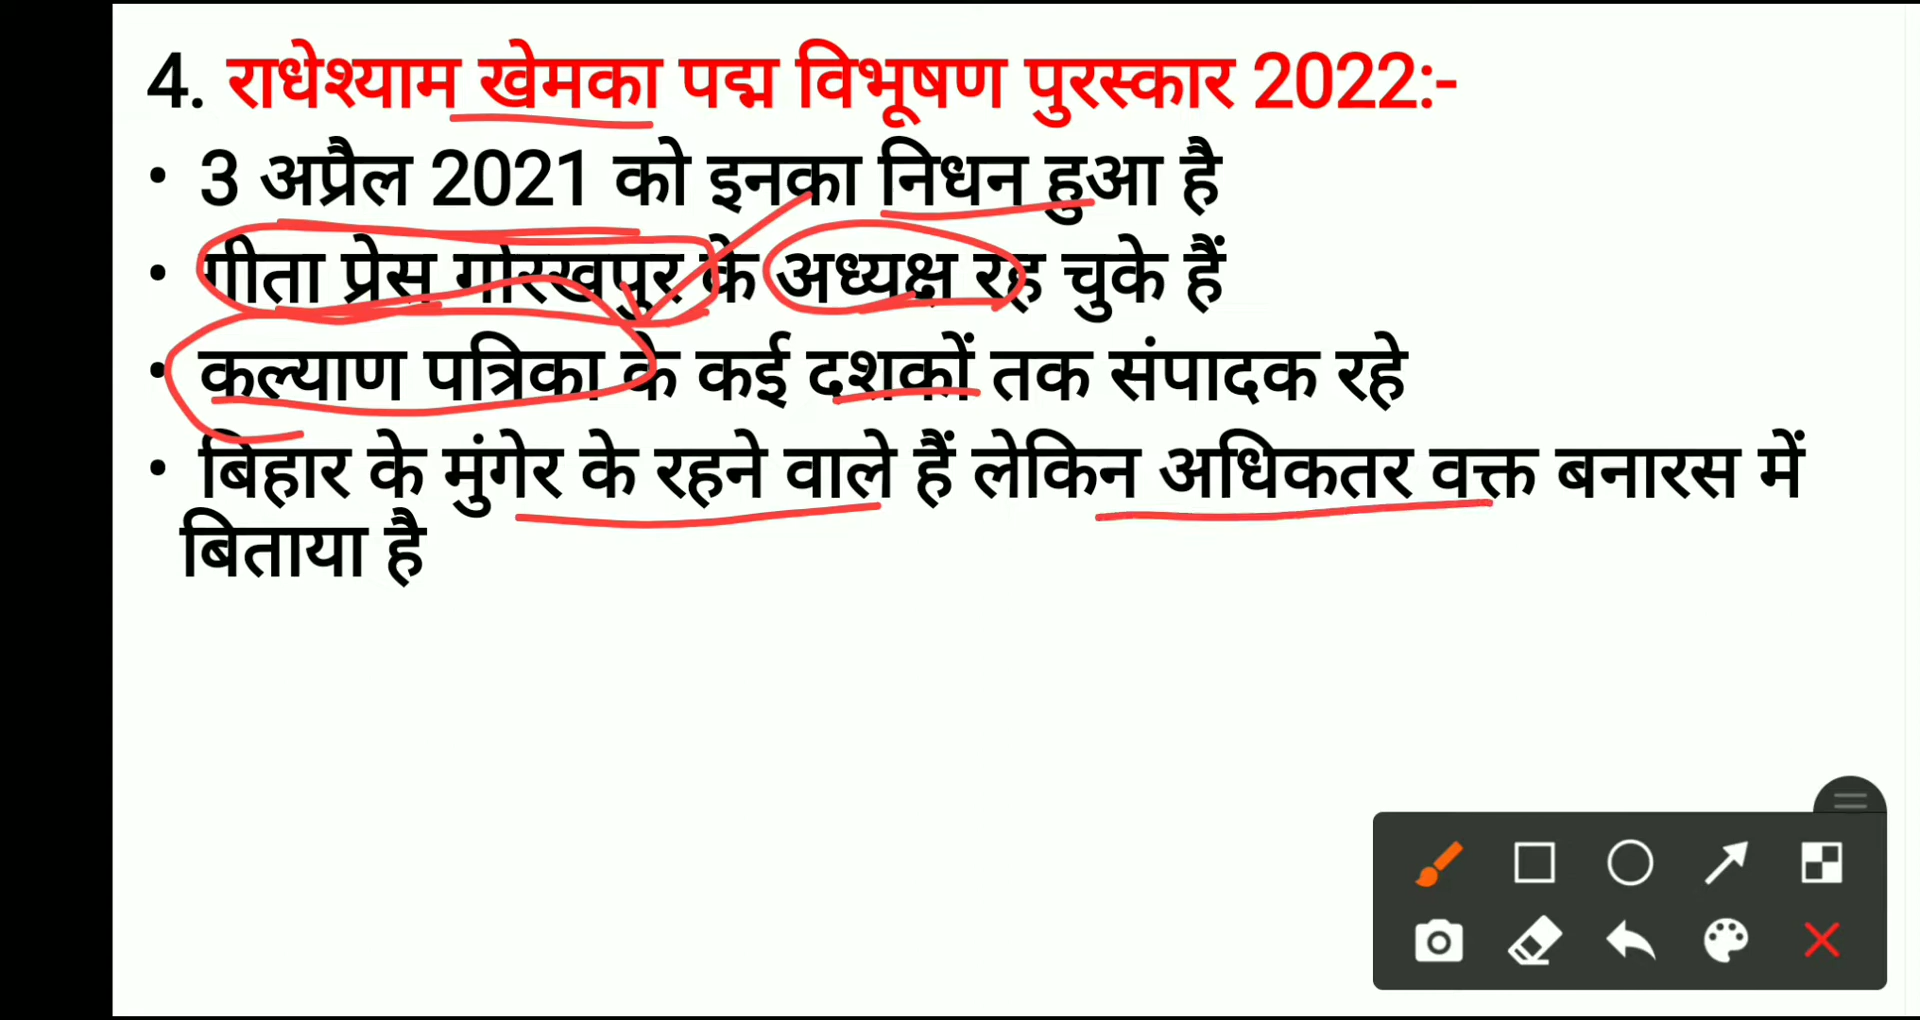 4. राधेश्याम खेमका पद्म विभूषण पुरस्कार 2022:-
• 3 अप्रैल 2021 को इनका निधन हुआ है
• गीता प्रेस गोरखपुर के अध्यक्ष रह चुके हैं
• कल्याण पत्रिका के कई दशकों तक संपादक रहे
• बिहार के मुंगेर के रहने वाले हैं लेकिन अधिकतर वक्त बनारस में
बिताया है